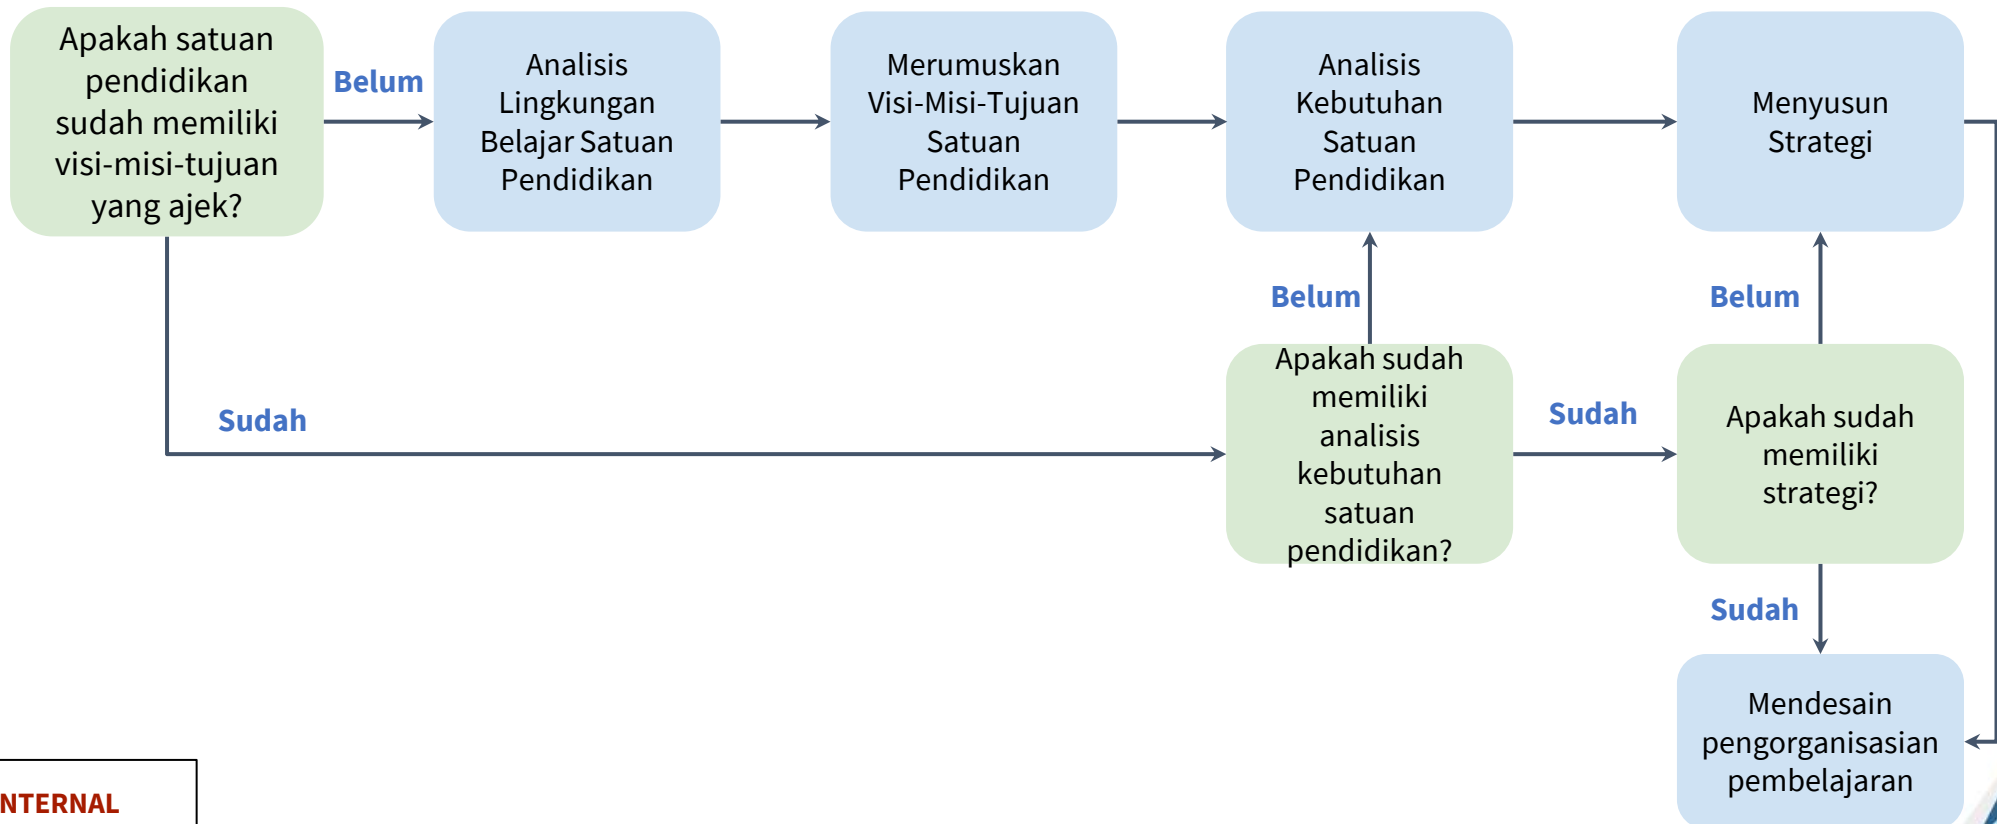 Apakah satuan
pendidikan
sudah memiliki
visi-misi-tujuan
yang ajek?
Belum
Analisis
Lingkungan
Belajar Satuan
Pendidikan
Merumuskan
Visi-Misi-Tujuan
Satuan
Pendidikan
Analisis
Kebutuhan
Satuan
Pendidikan
Menyusun
Strategi
Belum
Belum
Sudah
Apakah sudah
memiliki
analisis
kebutuhan
satuan
pendidikan?
Sudah
Apakah sudah
memiliki
strategi?
Sudah
Mendesain
pengorganisasian
pembelajaran
NTERNAL